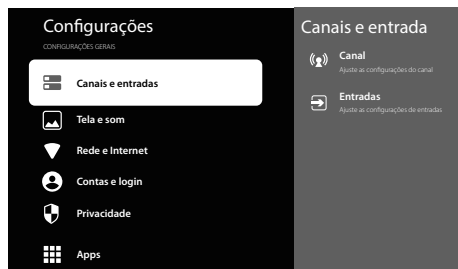 Configurações
CONFIGURAÇÕES GERAIS
Canais e entradas
Tela e som
Rede e Internet
Contas e login
Privacidade
Apps
Canais e entrada
Canal
Ajuste as configurações do canal
Entradas
Ajuste as configurações de entradas